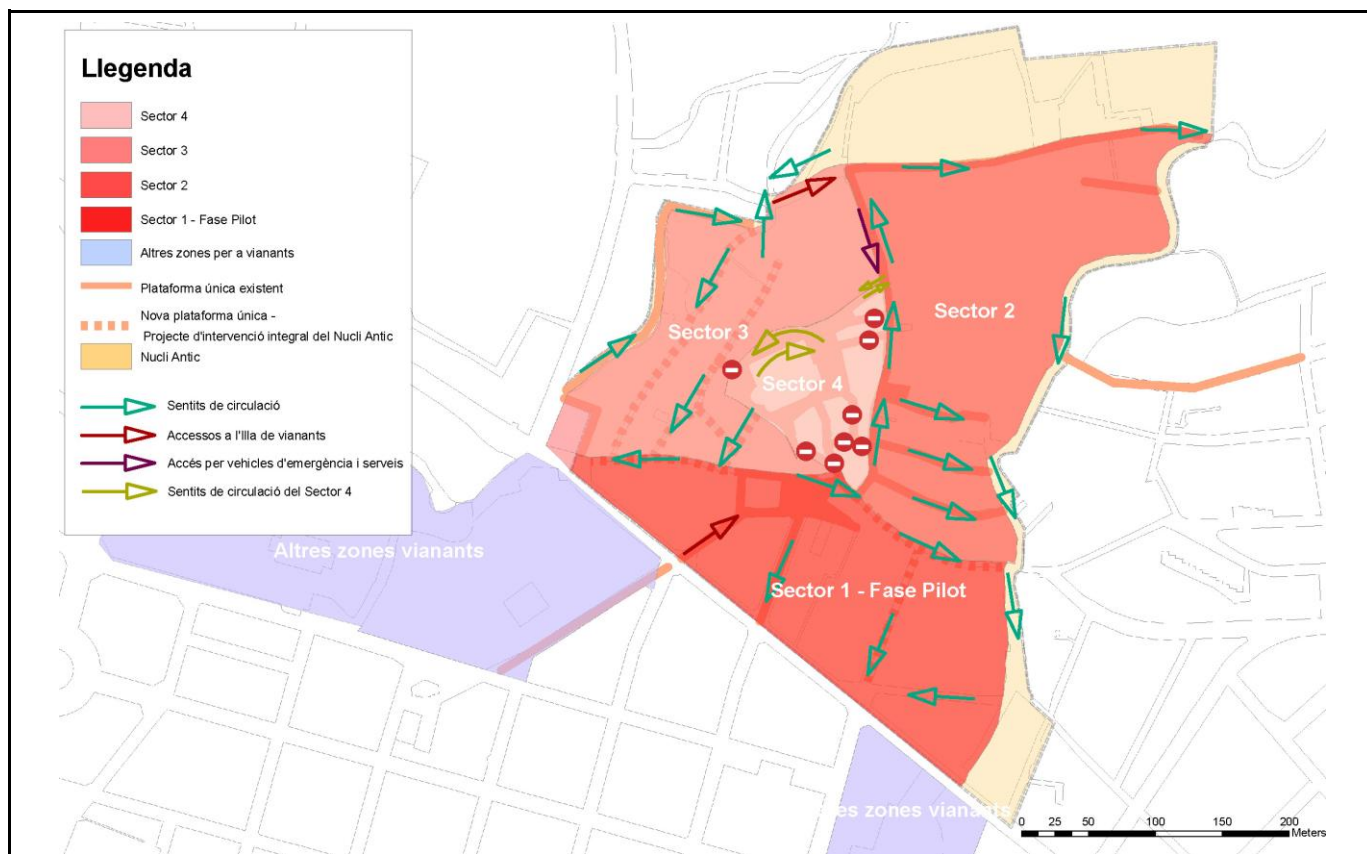 Llegenda
Sector 4
Sector 3
Sector 2
Sector 1 - Fase Pilot
Altres zones per a vianants
Plataforma única existent
Nova plataforma única -
Projecte d'intervenció integral del Nucli Antic
Nucli Antic
Sentits de circulació
Accessos a l'Illa de vianants
Accés per vehicles d'emergència i serveis
Sentits de circulació del Sector 4
Sector 3
Sector 2
Sector 4
Altres zones vianants
Sector 1 - Fase Pilot
es zones vianants
0 25 50 100 150 200
Meters